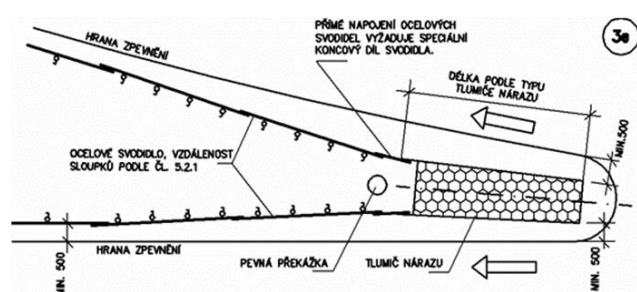 PŘÍMÉ NAPOJENÍ OCELOVÝCH
SVODIDEL VYŽADUJE SPECIÁLNÍ
KONCOVÝ DÍL SVODIDLA.
3e
HRANA ZPEVNĚNÍ
DÉLKA PODLE TYPU
TLUMIČE NÁRAZU
MIN.500
OCELOVÉ SVODIDLO, VZDÁLENOST
SLOUPKŮ PODLE ČL. 5.2.1
HRANA ZPEVNĚNÍ
PEVNÁ PŘEKÁŽKA
TLUMIČ NÁRAZU
MIN. 500
MIN. 500